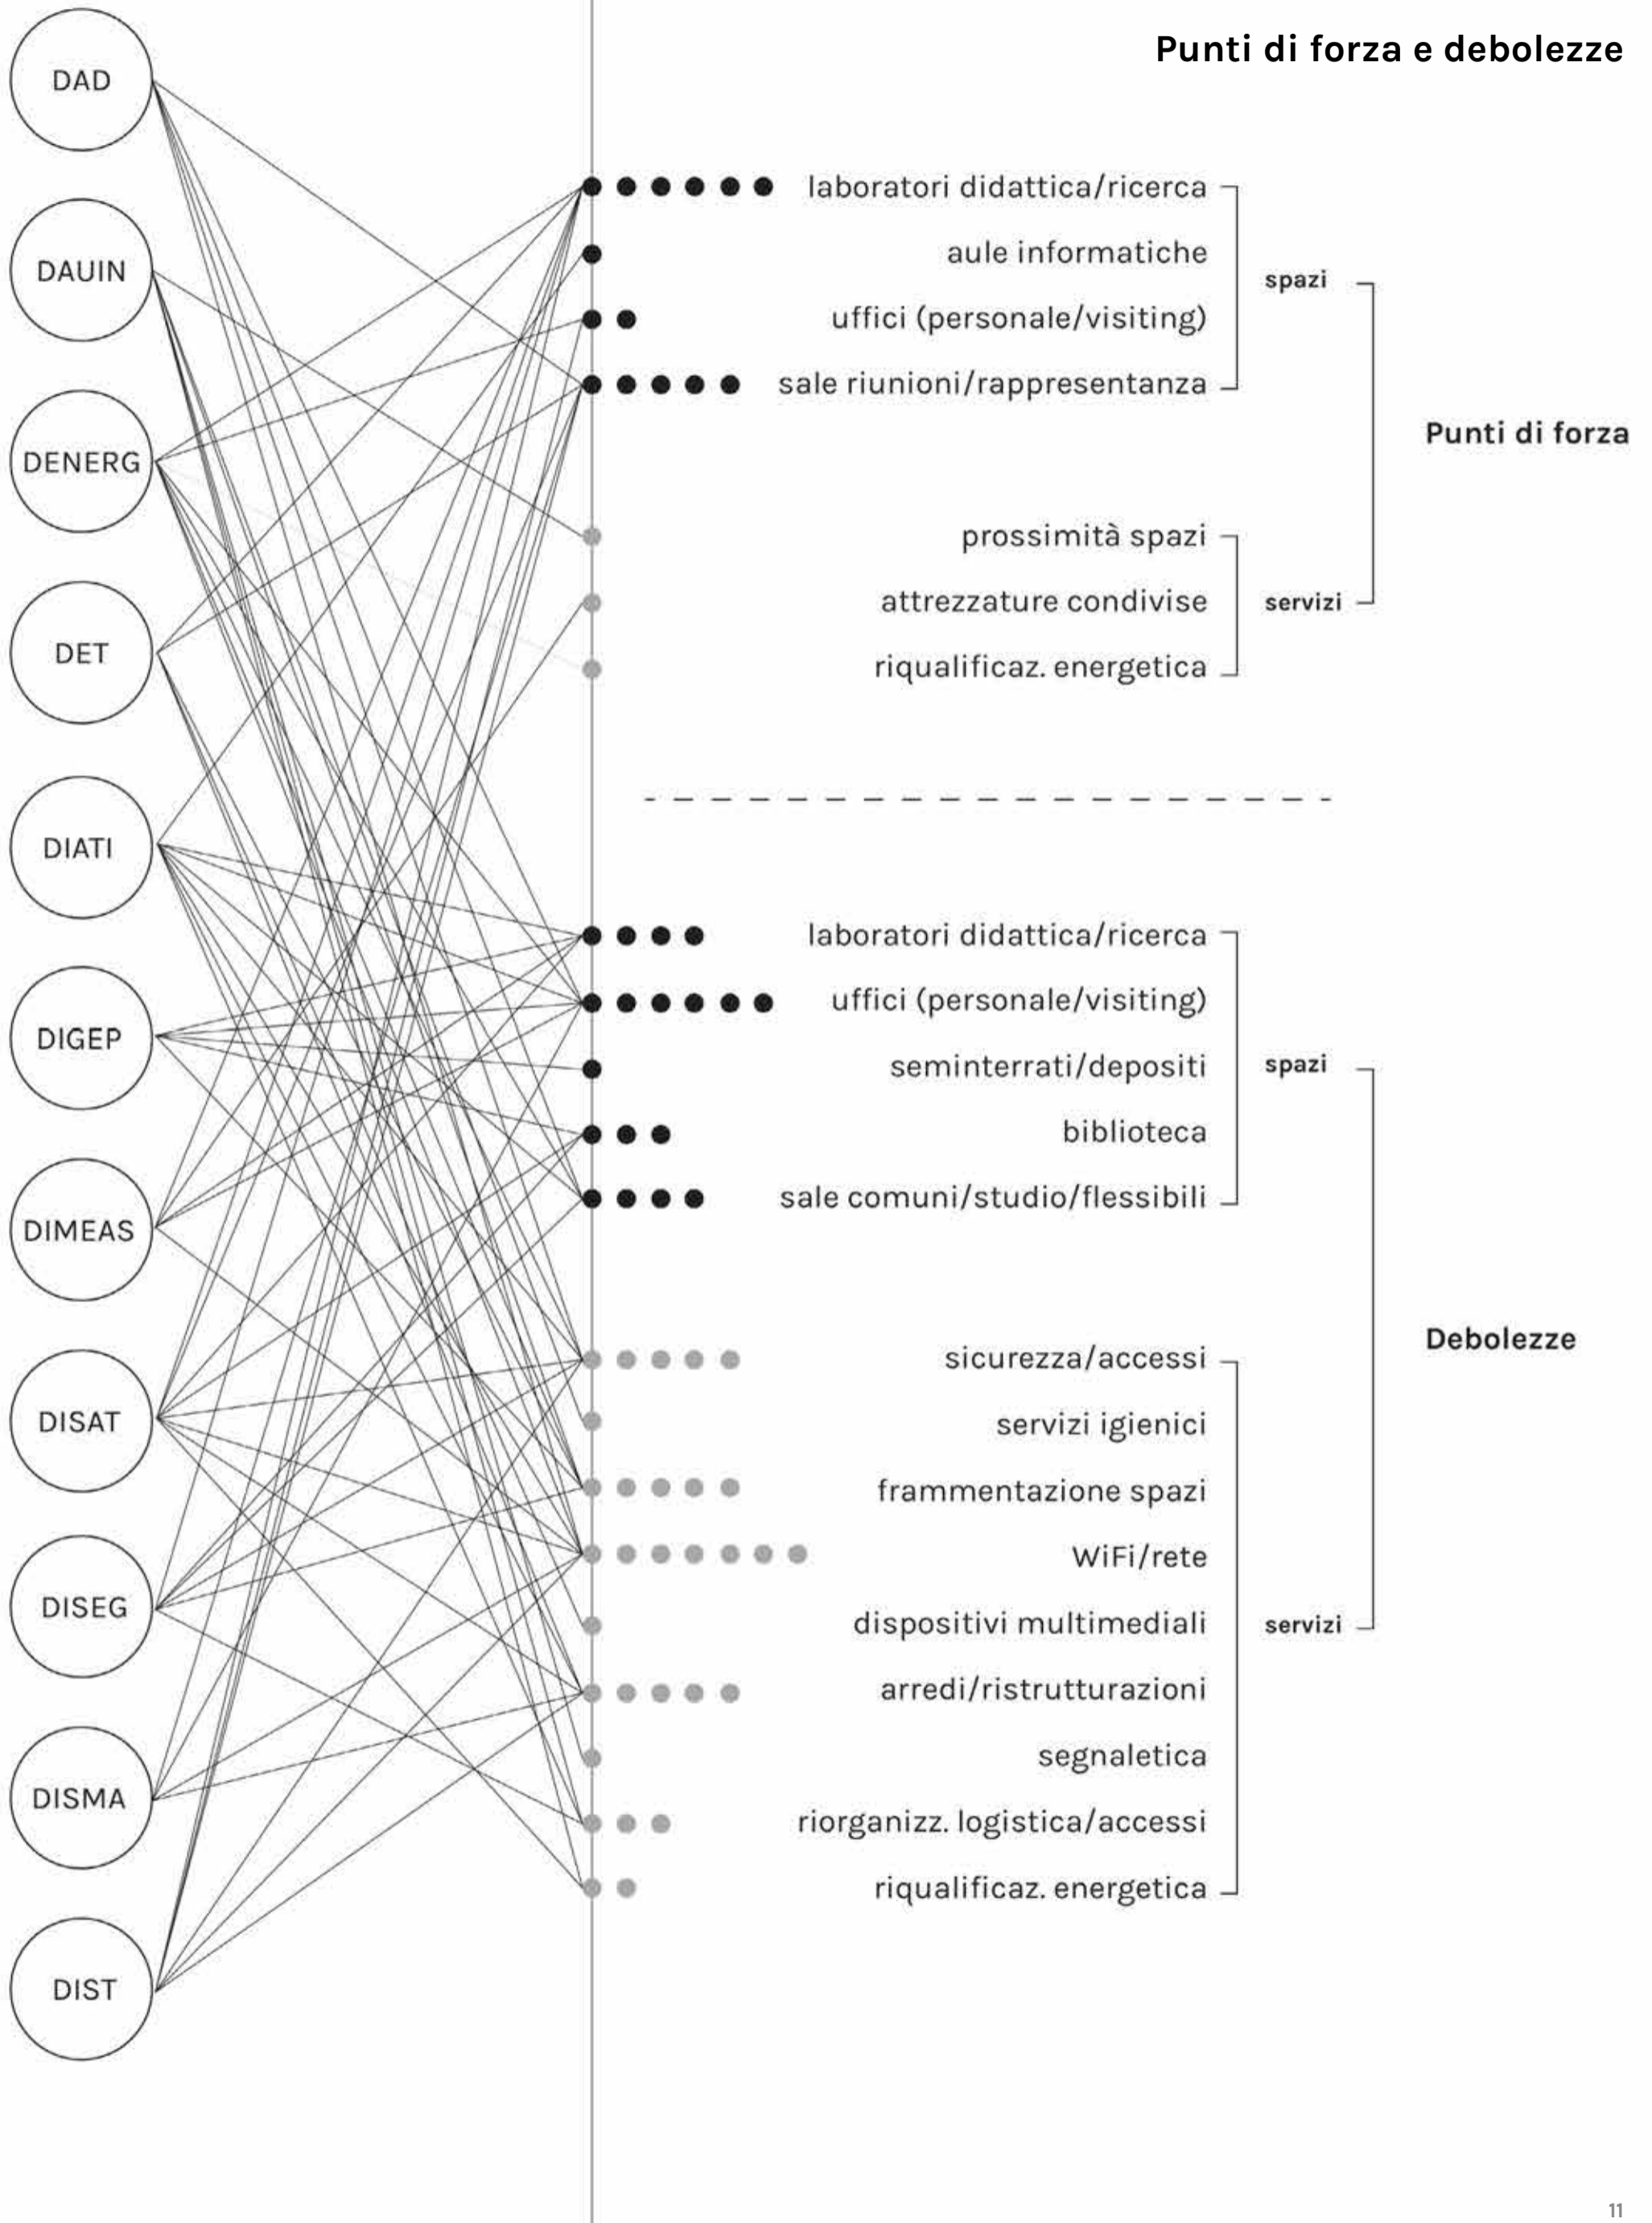 Punti di forza e debolezze
DAD
DAUIN
DENERG
DET
DIATI
DIGEP
DIMEAS
DISAT
DISEG
DISMA
DIST
laboratori didattica/ricerca
aule informatiche
uffici (personale/visiting)
sale riunioni/rappresentanza
spazi
prossimità spazi
attrezzature condivise
riqualificaz. energetica
servizi
Punti di forza
laboratori didattica/ricerca
uffici (personale/visiting)
seminterrati/depositi
biblioteca
sale comuni/studio/flessibili
spazi
sicurezza/accessi
servizi igienici
frammentazione spazi
WiFi/rete
dispositivi multimediali
arredi/ristrutturazioni
segnaletica
riorganizz. logistica/accessi
riqualificaz. energetica
servizi
Debolezze
11